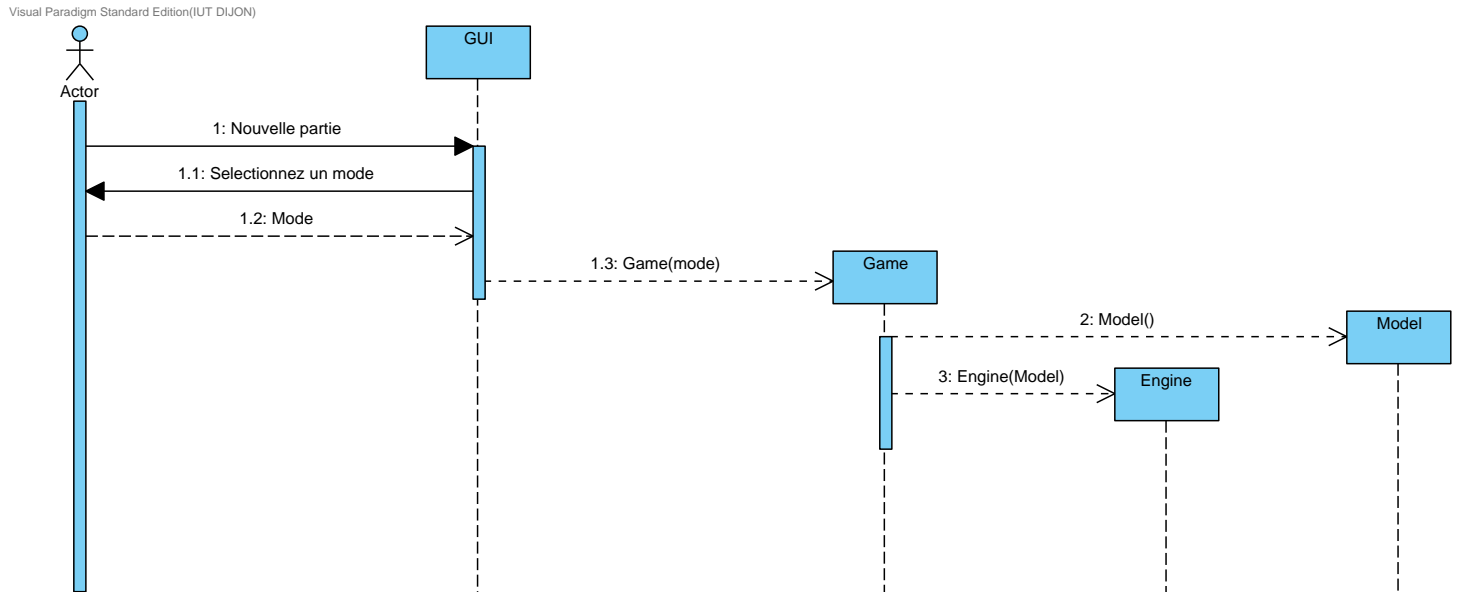 Visual Paradigm Standard Edition(IUT DIJON)
GUI
Actor
1: Nouvelle partie
1.1: Selectionnez un mode
1.2: Mode
1.3: Game(mode)
Game
2: Model()
Model
3: Engine(Model)
Engine